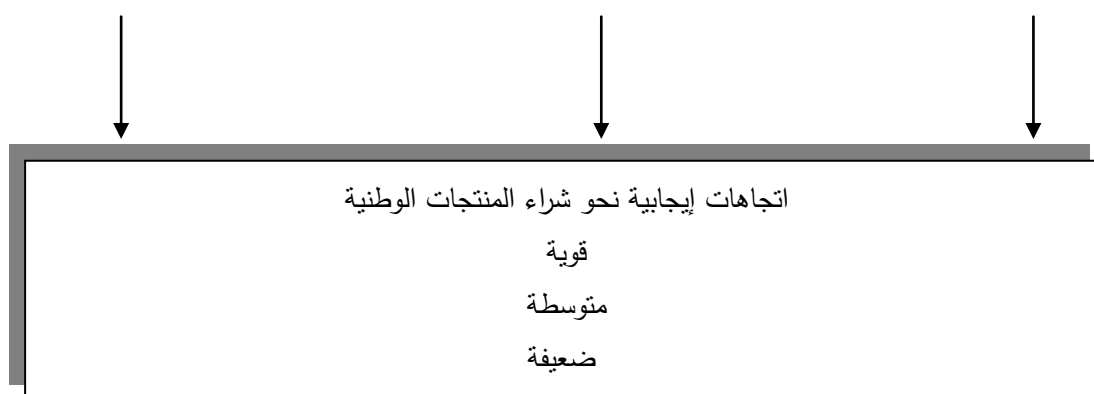 اتجاهات إيجابية نحو شراء المنتجات الوطنية
قوية
متوسطة
ضعيفة